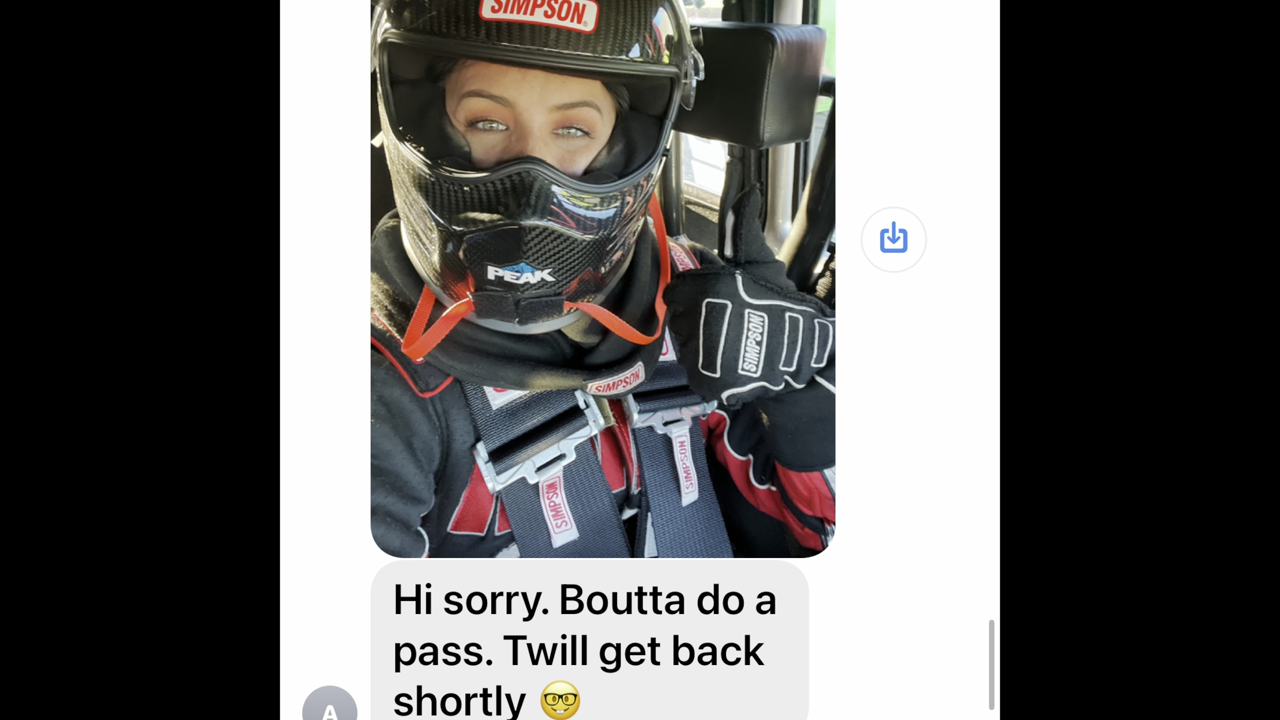 SIMPSON
PEAK
SIMPSON
SIMPSON
SIMPSON
SIMPSON
Hi sorry. Boutta do a
pass. Twill get back
shortly 🤓
A